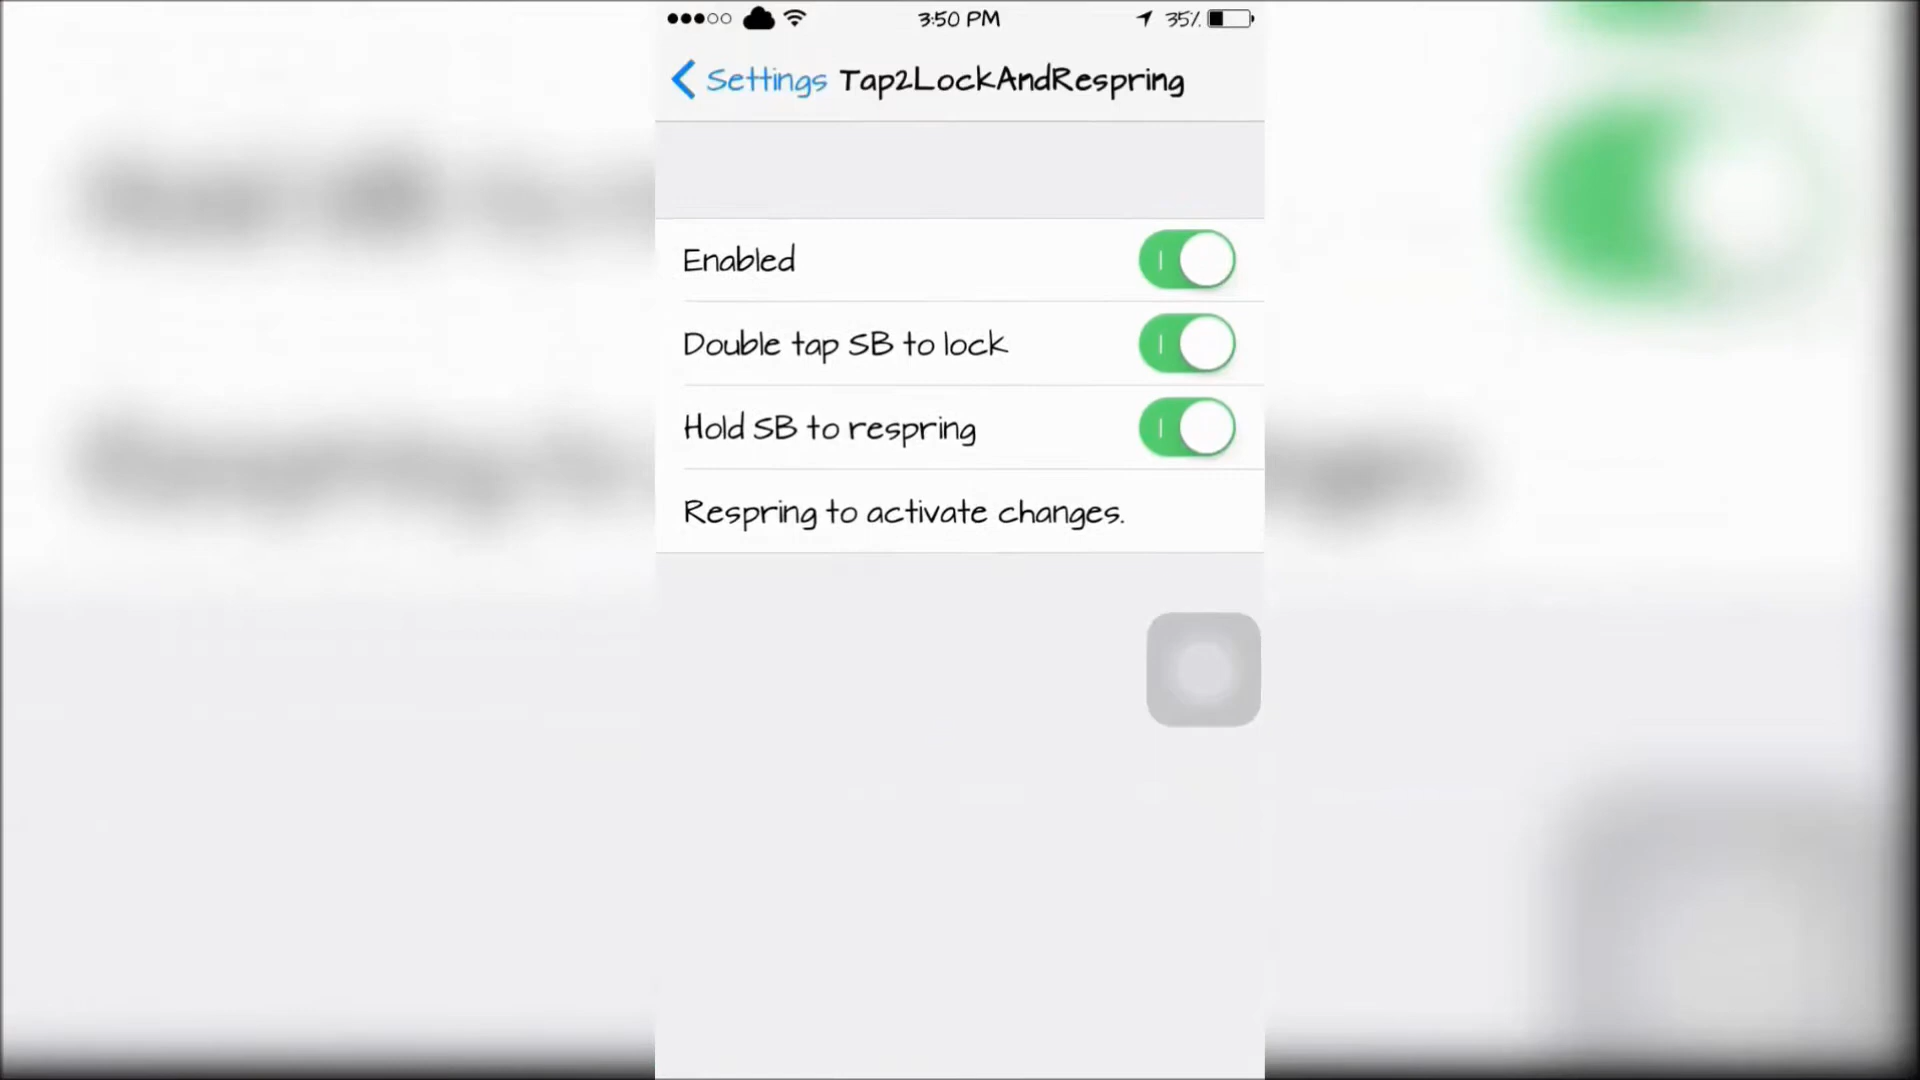 3:50 PM 35%
Settings Tap2LockAndRespring
Enabled
Double tap SB to lock
Hold SB to respring
Respring to activate changes.